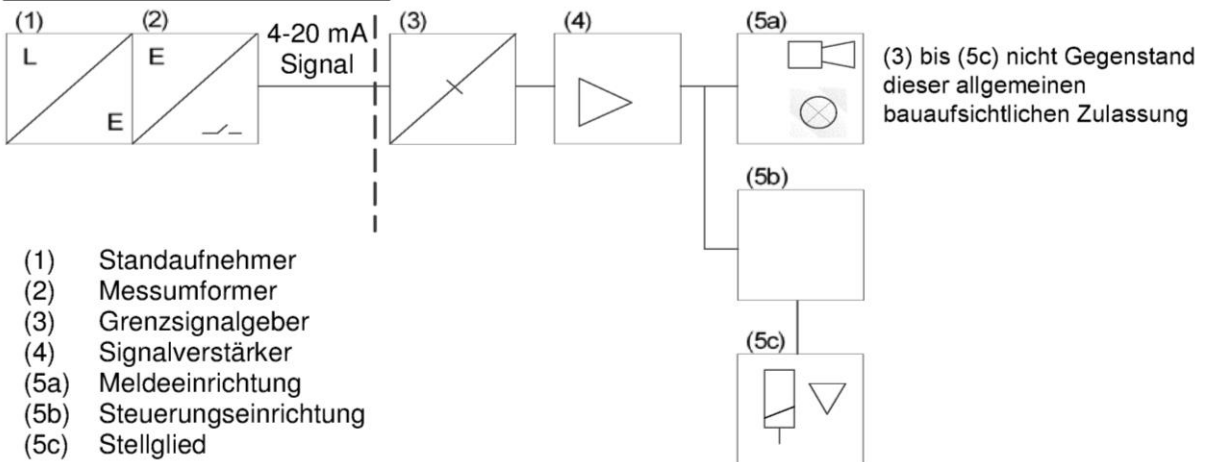 (1)
(2)
4-20 mA
Signal
(3)
(4)
(5a)
L
E
E
(3) bis (5c) nicht Gegenstand
dieser allgemeinen
bauaufsichtlichen Zulassung
(5b)
(5c)
(1) Standaufnehmer
(2) Messumformer
(3) Grenzsignalgeber
(4) Signalverstärker
(5a) Meldeeinrichtung
(5b) Steuerungseinrichtung
(5c) Stellglied